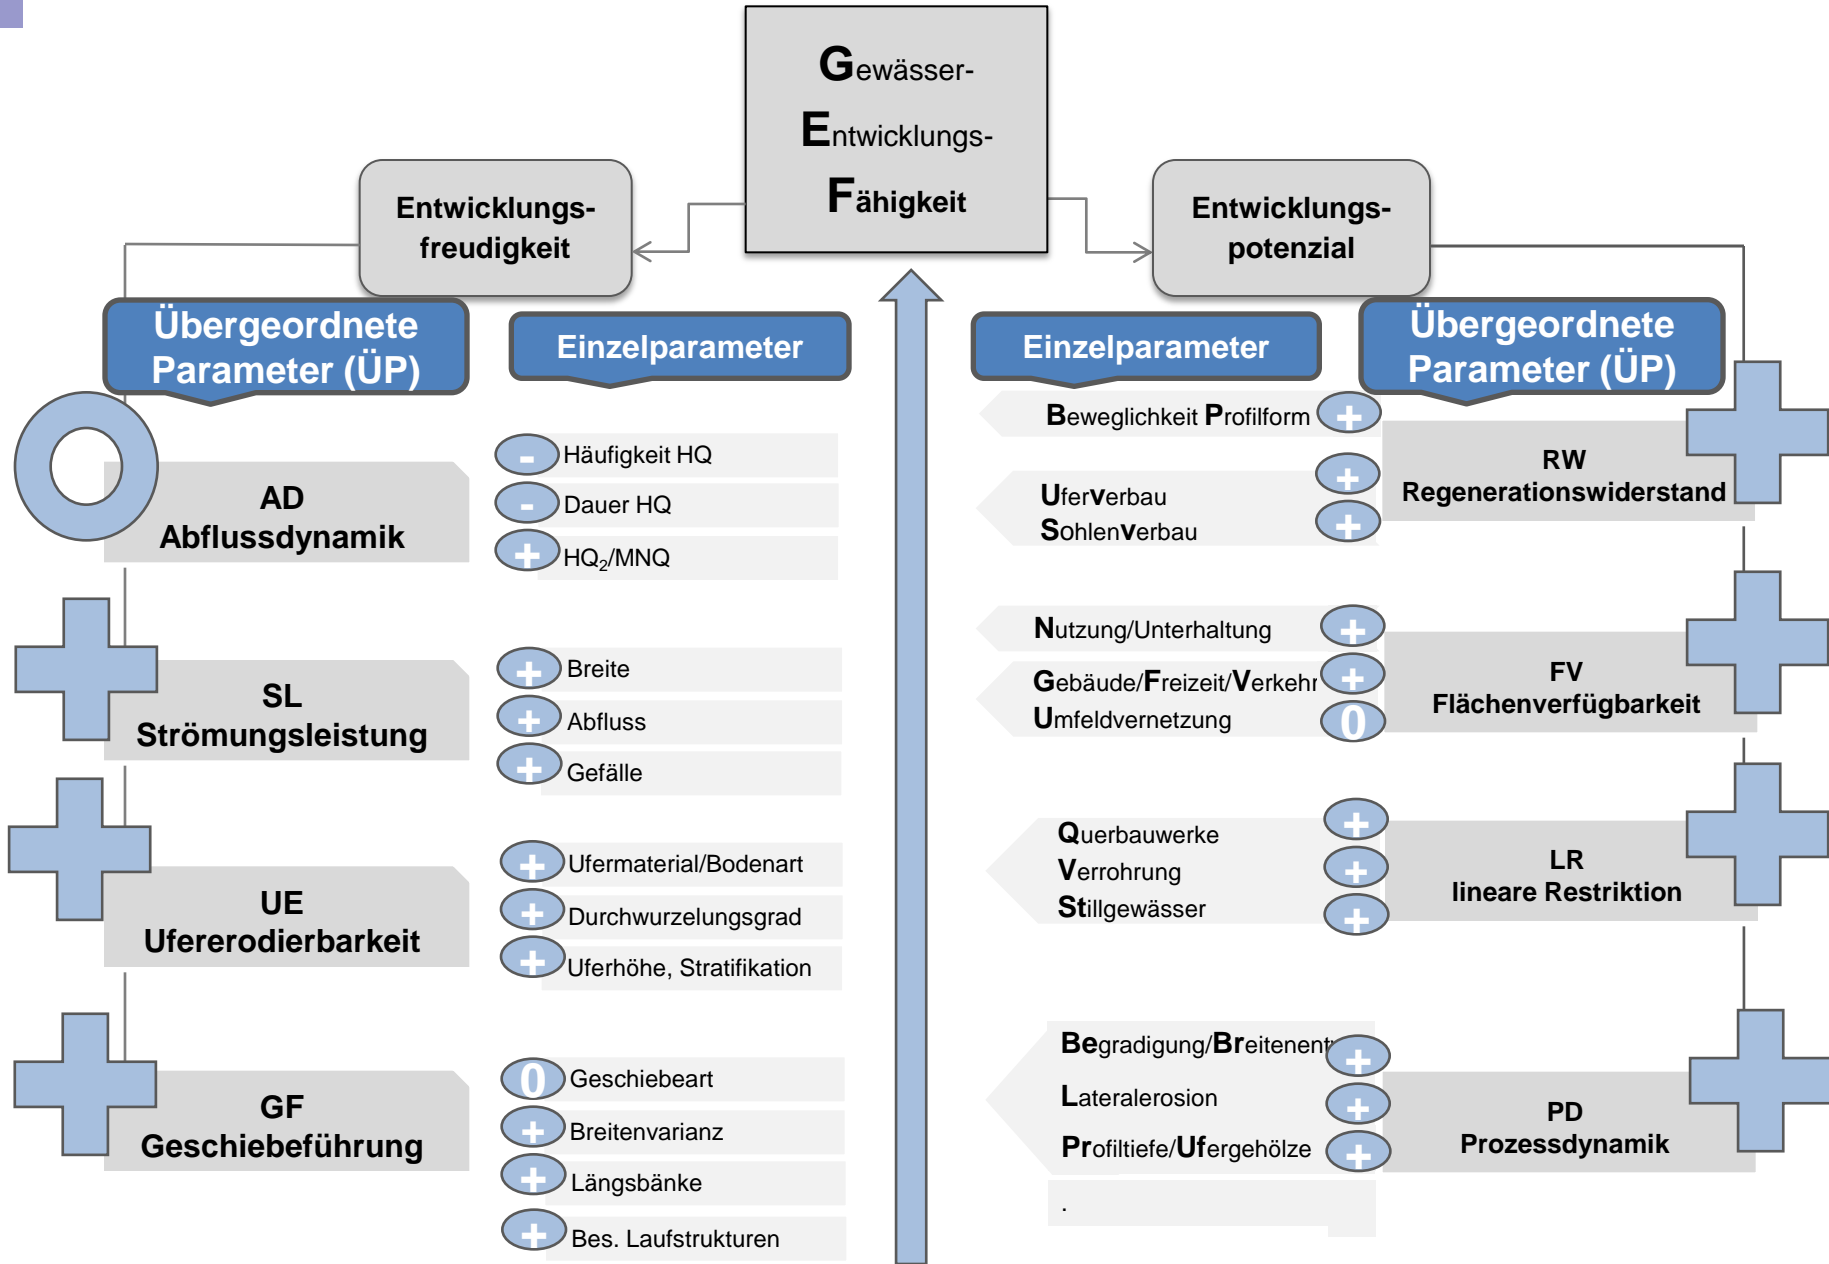 Gewässer-
Entwicklungs-
Fähigkeit
Entwicklungs-
freudigkeit
Entwicklungs-
potenzial
Übergeordnete
Parameter (ÜP)
Einzelparameter
AD
Abflussdynamik
- Häufigkeit HQ
- Dauer HQ
+ HQ₂/MNQ
SL
Strömungsleistung
+ Breite
+ Abfluss
+ Gefälle
UE
Ufererodierbarkeit
+ Ufermaterial/Bodenart
+ Durchwurzelungsgrad
+ Uferhöhe, Stratifikation
GF
Geschiebeführung
0 Geschiebeart
+ Breitenvarianz
+ Längsbänke
+ Bes. Laufstrukturen
Einzelparameter
Übergeordnete
Parameter (ÜP)
Beweglichkeit Profilform +
Uferverbau +
Sohlenverbau +
RW
Regenerationswiderstand
Nutzung/Unterhaltung +
Gebäude/Freizeit/Verkehr +
Umfeldvernetzung 0
FV
Flächenverfügbarkeit
Querbauwerke +
Verrohrung +
Stillgewässer +
LR
lineare Restriktion
Begradigung/Breitenent +
Lateralerosion +
Profiltiefe/Ufergehölze +
.
PD
Prozessdynamik